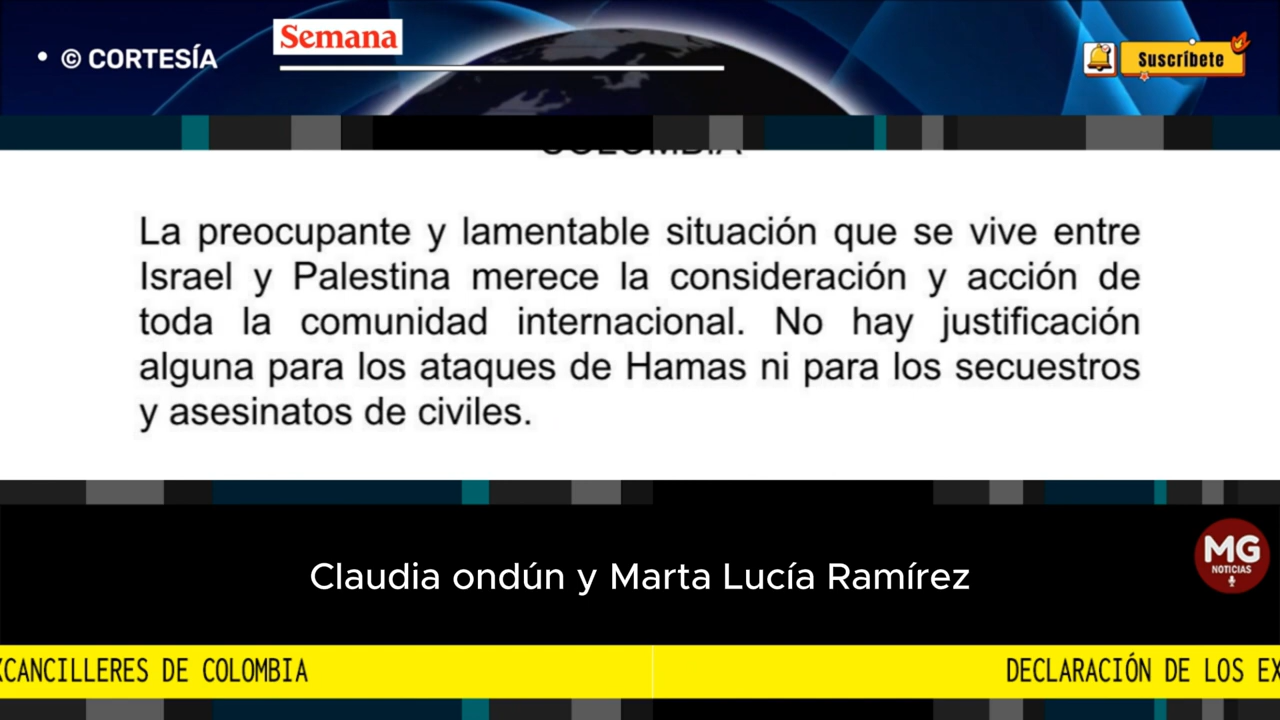 • © CORTESÍA
Semana
Suscríbete
COLOMBIA
La preocupante y lamentable situación que se vive entre
Israel y Palestina merece la consideración y acción de
toda la comunidad internacional. No hay justificación
alguna para los ataques de Hamas ni para los secuestros
y asesinatos de civiles.
Claudia ondún y Marta Lucía Ramírez
MG
NOTICIAS
XCANCILLERES DE COLOMBIA
DECLARACIÓN DE LOS EX